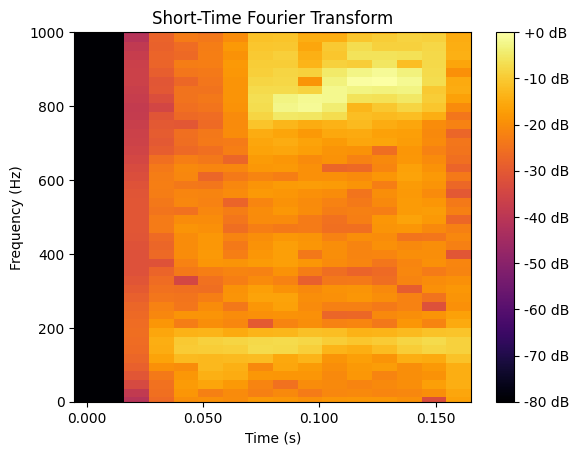 Short-Time Fourier Transform
Frequency (Hz)
1000
800
600
400
200
0
0.000
0.050
0.100
0.150
Time (s)
+0 dB
-10 dB
-20 dB
-30 dB
-40 dB
-50 dB
-60 dB
-70 dB
-80 dB